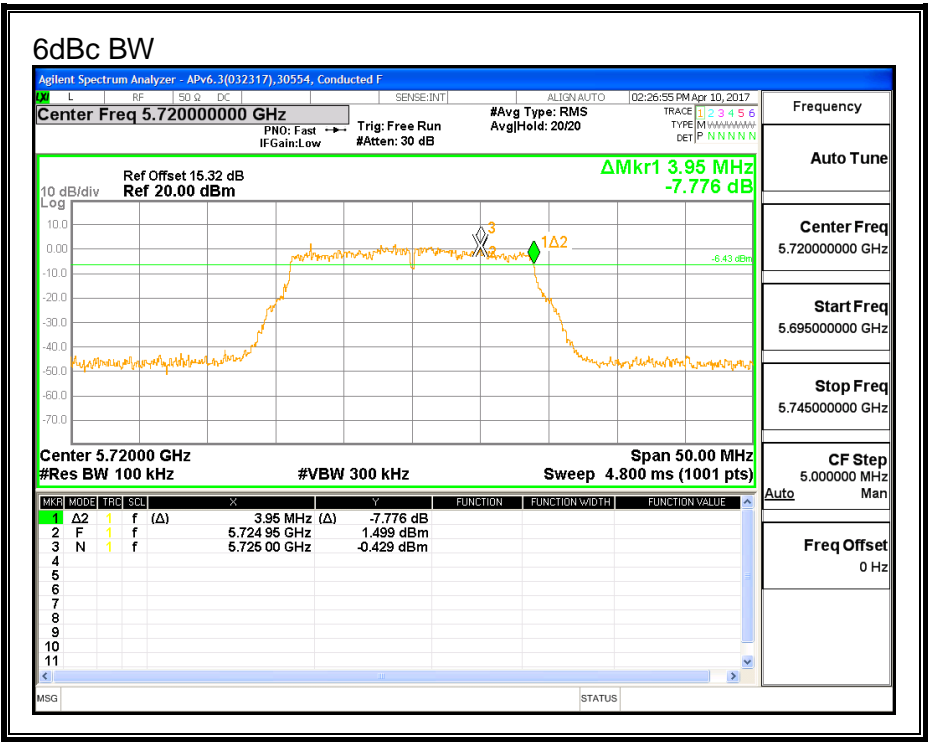 6dBc BW
Agilent Spectrum Analyzer - APv6.3(032317),30554, Conducted F
LXI L RF 50 Ω DC SENSE:INT ALIGN AUTO 02:26:55 PM Apr 10, 2017
Center Freq 5.720000000 GHz
PNO: Fast
IFGain:Low
Trig: Free Run
#Atten: 30 dB
#Avg Type: RMS
Avg|Hold: 20/20
TRACE 1 2 3 4 5 6
TYPE M
DET P N N N N N
ΔMkr1 3.95 MHz
-7.776 dB
Ref Offset 15.32 dB
10 dB/div Ref 20.00 dBm
Log
10.0
0.00
-10.0
-20.0
-30.0
-40.0
-50.0
-60.0
-70.0
3
2
1Δ2
-6.43 dBm
Center 5.72000 GHz Span 50.00 MHz
#Res BW 100 kHz #VBW 300 kHz Sweep 4.800 ms (1001 pts)
MKR MODE TRC SCL X Y FUNCTION FUNCTION WIDTH FUNCTION VALUE
1 Δ2 1 f (Δ) 3.95 MHz (Δ) -7.776 dB
2 F 1 f 5.724 95 GHz 1.499 dBm
3 N 1 f 5.725 00 GHz -0.429 dBm
4
5
6
7
8
9
10
11
MSG STATUS
Frequency
Auto Tune
Center Freq
5.720000000 GHz
Start Freq
5.695000000 GHz
Stop Freq
5.745000000 GHz
CF Step
5.000000 MHz
Auto Man
Freq Offset
0 Hz